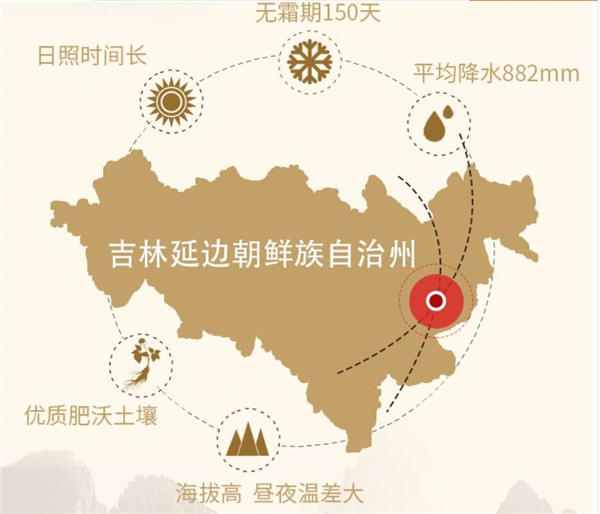 无霜期150天
日照时间长
平均降水882mm
吉林延边朝鲜族自治州
优质肥沃土壤
海拔高 昼夜温差大